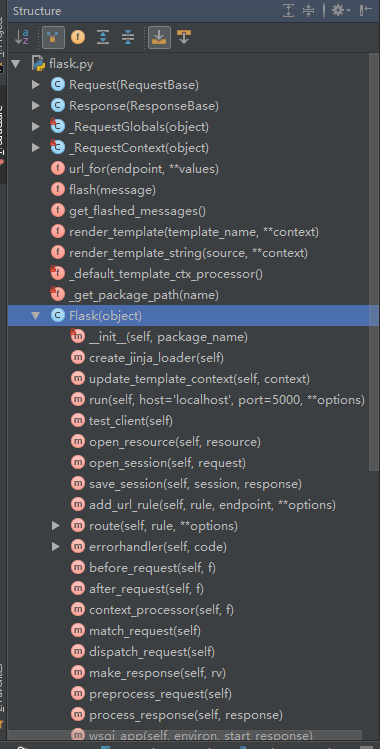 Structure
flask.py
Request(RequestBase)
Response(ResponseBase)
_RequestGlobals(object)
_RequestContext(object)
url_for(endpoint, **values)
flash(message)
get_flashed_messages()
render_template(template_name, **context)
render_template_string(source, **context)
_default_template_ctx_processor()
_get_package_path(name)
Flask(object)
__init__(self, package_name)
create_jinja_loader(self)
update_template_context(self, context)
run(self, host='localhost', port=5000, **options)
test_client(self)
open_resource(self, resource)
open_session(self, request)
save_session(self, session, response)
add_url_rule(self, rule, endpoint, **options)
route(self, rule, **options)
errorhandler(self, code)
before_request(self, f)
after_request(self, f)
context_processor(self, f)
match_request(self)
dispatch_request(self)
make_response(self, rv)
preprocess_request(self)
process_response(self, response)
wsgi_app(self, environ, start_response)